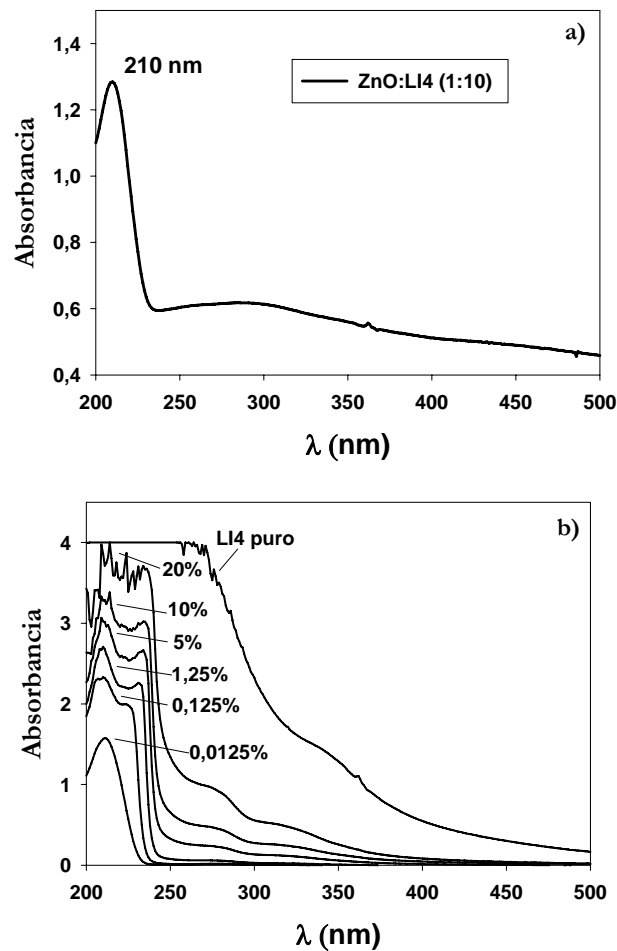 a)
1,4
210 nm
ZnO:LI4 (1:10)
1,2
1,0
0,8
0,6
0,4
Absorbancia
200 250 300 350 400 450 500
λ (nm)
b)
LI4 puro
4
20%
10%
3
5%
1,25%
2
0,125%
0,0125%
1
0
Absorbancia
200 250 300 350 400 450 500
λ (nm)